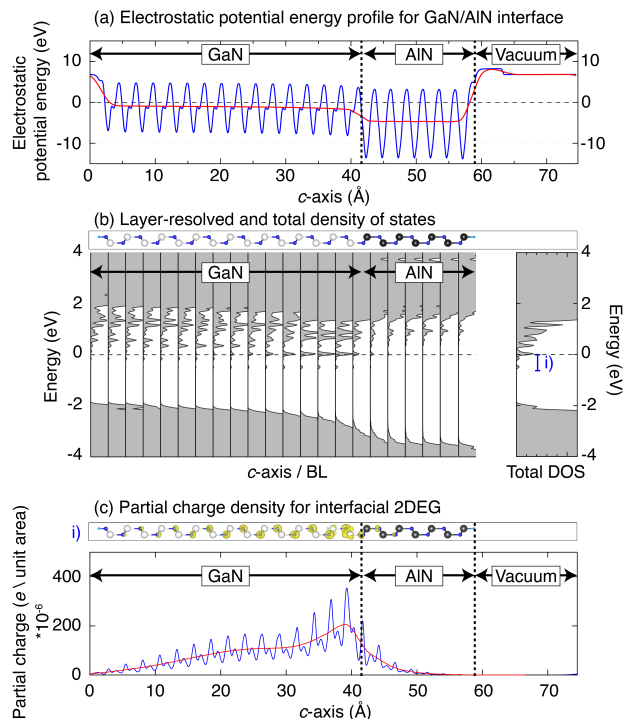 (a) Electrostatic potential energy profile for GaN/AlN interface
GaN AlN Vacuum
Electrostatic
potential energy (eV)
10
0
-10
10
0
-10
0 10 20 30 40 50 60 70
c-axis (Å)
(b) Layer-resolved and total density of states
GaN AlN
Energy (eV)
4
2
0
-2
-4
c-axis / BL
4
2
0
-2
-4
Energy (eV)
i)
Total DOS
(c) Partial charge density for interfacial 2DEG
i)
GaN AlN Vacuum
Partial charge (e \ unit area)
*10-6
400
200
0
0 10 20 30 40 50 60 70
c-axis (Å)